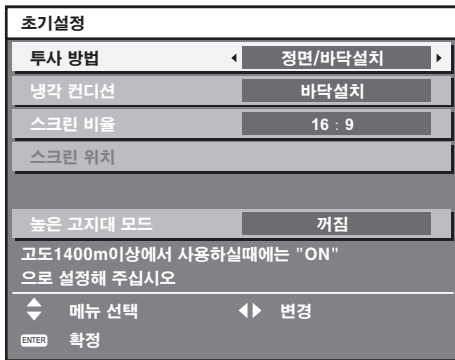 초기설정
투사 방법 정면/바닥설치
냉각 컨디션 바닥설치
스크린 비율 16 : 9
스크린 위치
높은 고지대 모드 꺼짐
고도1400m이상에서 사용하실때에는 "ON"
으로 설정해 주십시오
메뉴 선택 변경
ENTER 확정